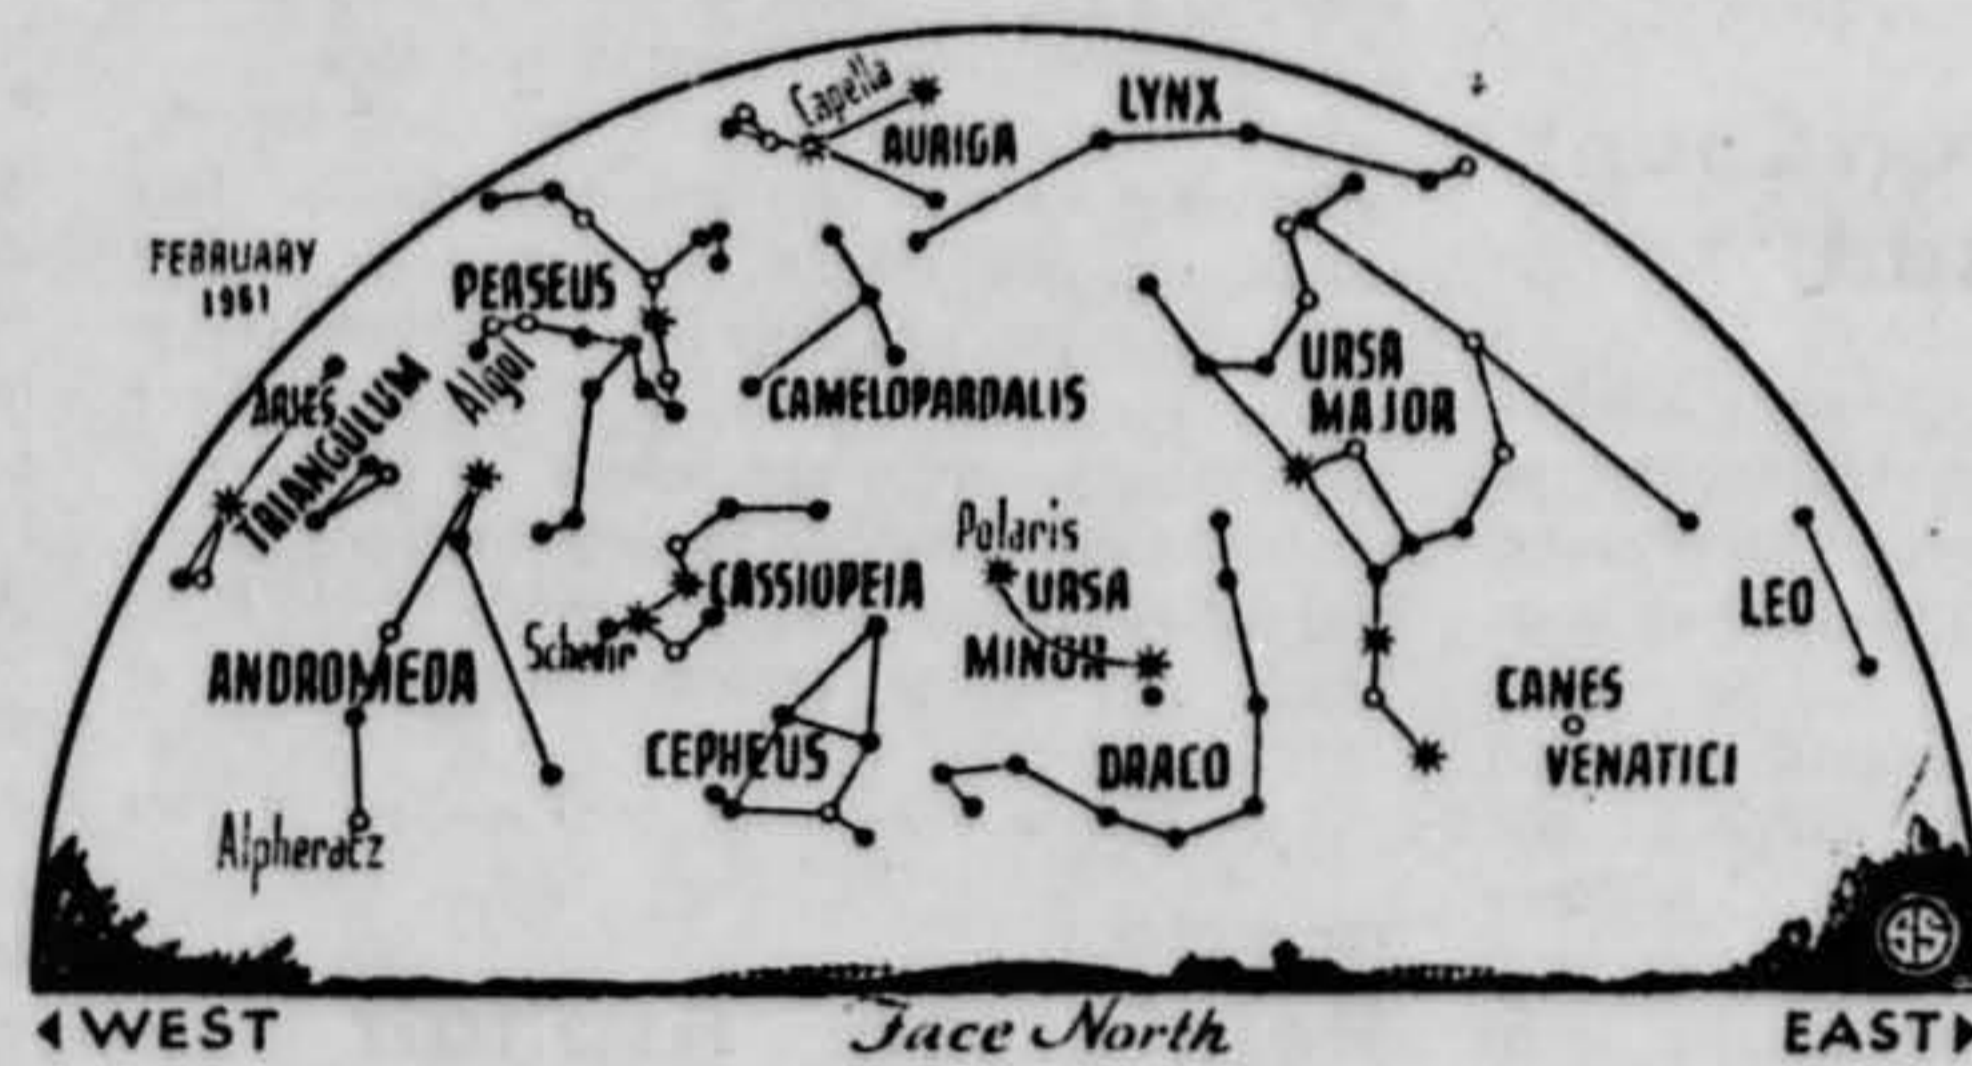 FEBRUARY
1961
Capella
AURIGA
LYNX
PERSEUS
Algol
ARIES
TRIANGULUM
CAMELOPARDALIS
URSA
MAJOR
Polaris
URSA
MINOR
CASSIOPEIA
Schedir
LEO
ANDROMEDA
CANES
VENATICI
CEPHEUS
DRACO
Alpheratz
SS
WEST
Face North
EAST